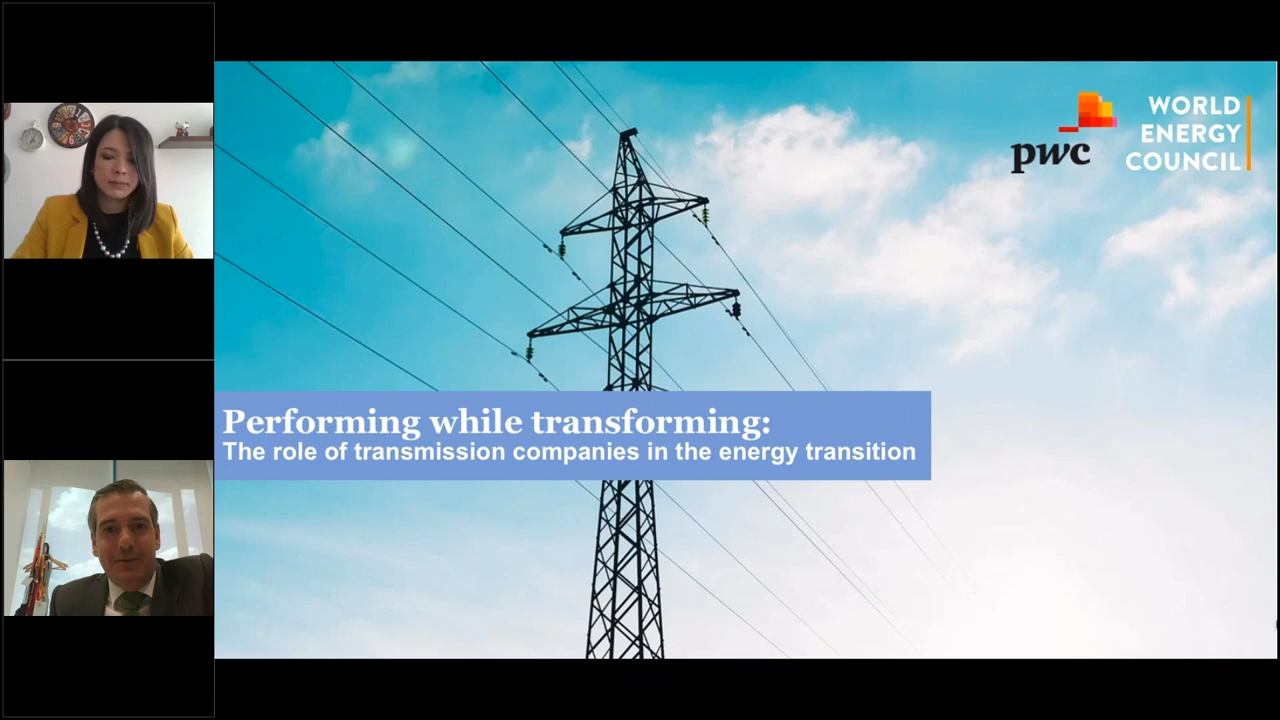 pwc
WORLD
ENERGY
COUNCIL
Performing while transforming:
The role of transmission companies in the energy transition